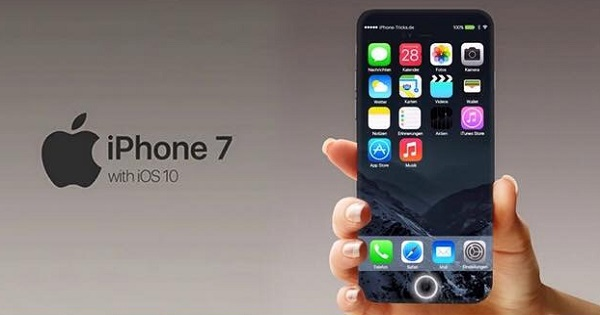 iPhone 7
with iOS 10
iPhone-Tricks.de
100%
28
Nachrichten Kalender Fotos Kamera
Wetter Karten Videos Wallet
Notizen Erinnerungen Aktien iTunes Store
App Store Musik
Telefon Safari Mail Einstellungen